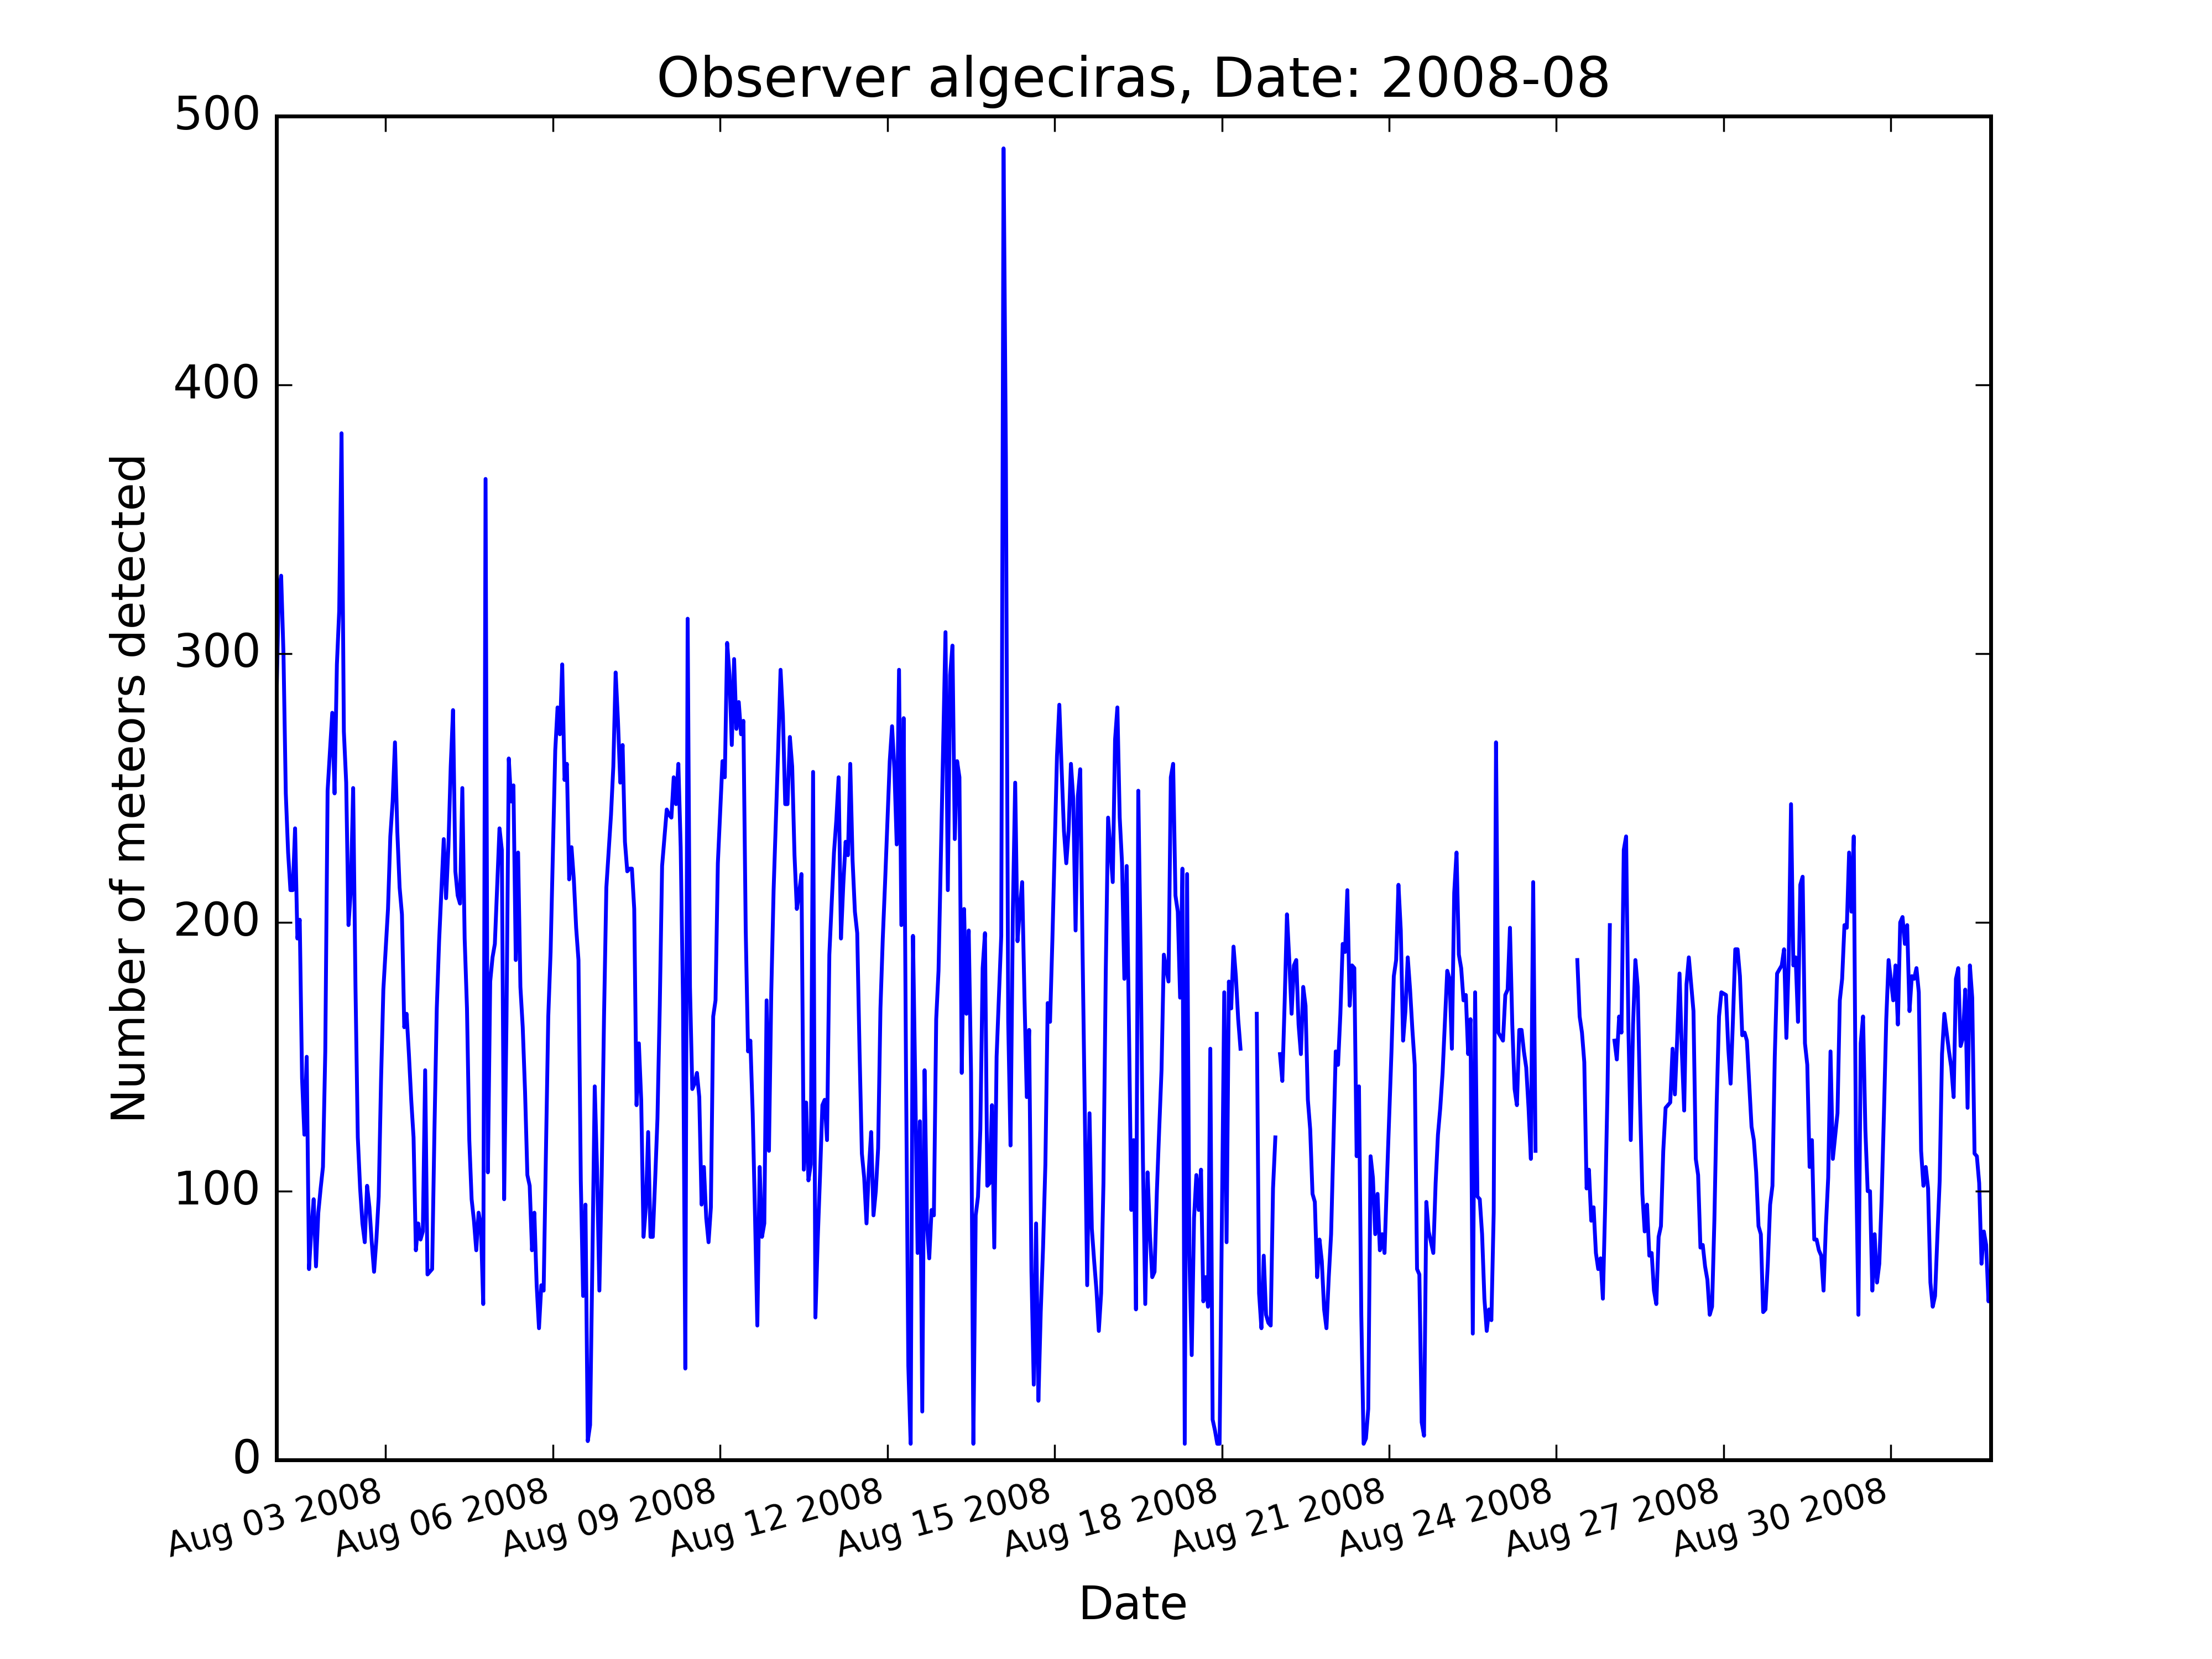 Observer algeciras, Date: 2008-08
500
400
300
200
100
0
Number of meteors detected
Aug 03 2008
Aug 06 2008
Aug 09 2008
Aug 12 2008
Aug 15 2008
Aug 18 2008
Aug 21 2008
Aug 24 2008
Aug 27 2008
Aug 30 2008
Date